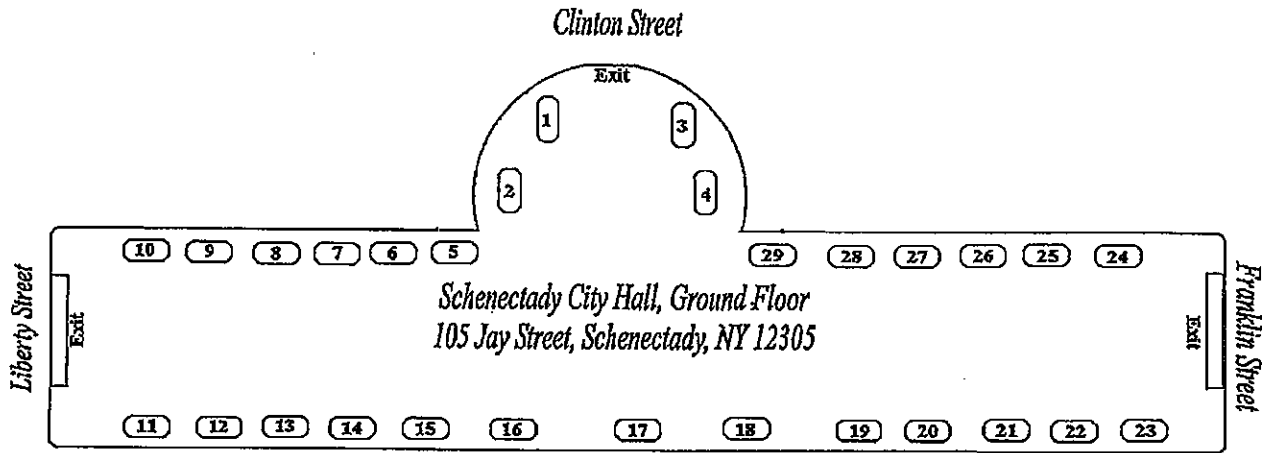 Clinton Street
Exit
1
3
2
4
10 9 8 7 6 5
29 28 27 26 25 24
Liberty Street
Exit
Schenectady City Hall, Ground Floor
105 Jay Street, Schenectady, NY 12305
Exit
Franklin Street
11 12 13 14 15 16 17 18 19 20 21 22 23